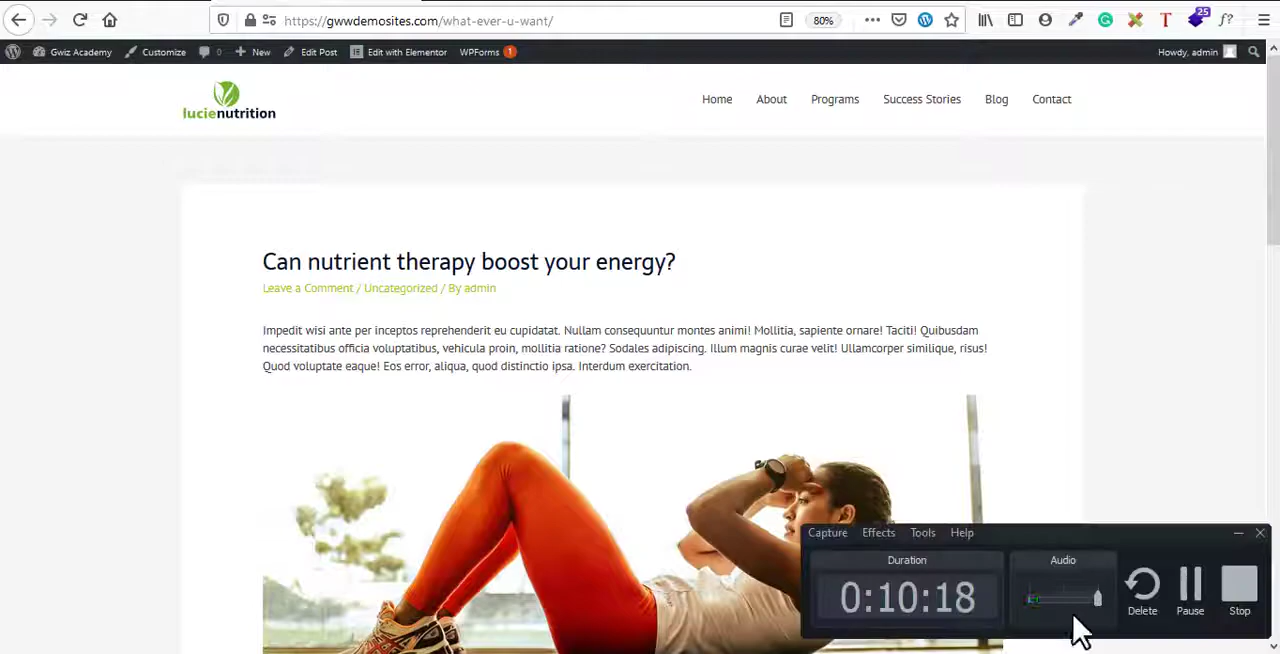 https://gwwdemosites.com/what-ever-u-want/
80%
25
f?
Gwiz Academy
Customize
0
New
Edit Post
Edit with Elementor
WPForms 1
Howdy, admin
lucienutrition
Home
About
Programs
Success Stories
Blog
Contact
Can nutrient therapy boost your energy?
Leave a Comment / Uncategorized / By admin
Impedit wisi ante per inceptos reprehenderit eu cupidatat. Nullam consequuntur montes animi! Mollitia, sapiente ornare! Taciti! Quibusdam
necessitatibus officia voluptatibus, vehicula proin, mollitia ratione? Sodales adipiscing. Illum magnis curae velit! Ullamcorper similique, risus!
Quod voluptate eaque! Eos error, aliqua, quod distinctio ipsa. Interdum exercitation.
Capture
Effects
Tools
Help
Duration
0:10:18
Audio
Delete
Pause
Stop